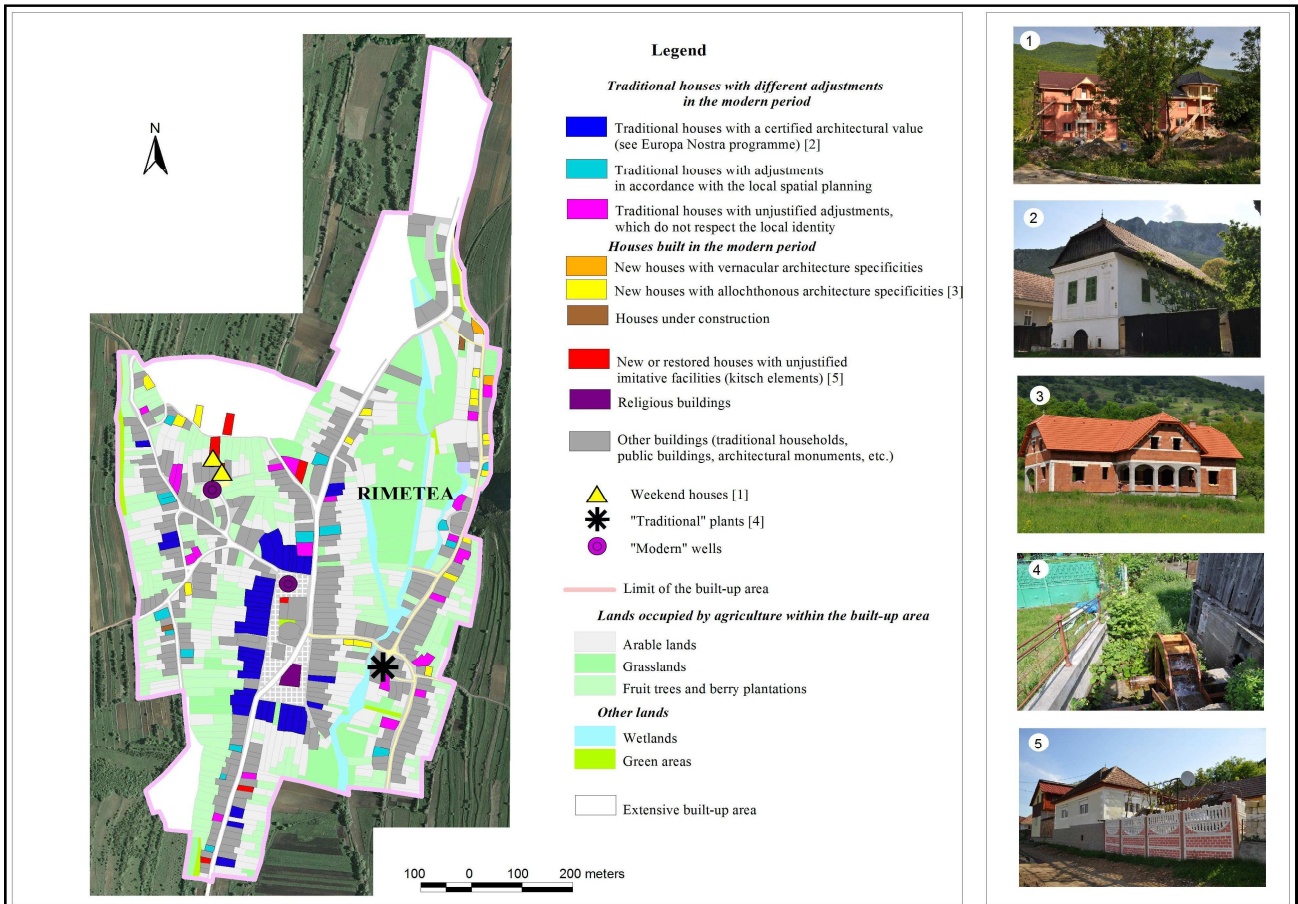 N
RIMETEA
Legend
Traditional houses with different adjustments
in the modern period
Traditional houses with a certified architectural value
(see Europa Nostra programme) [2]
Traditional houses with adjustments
in accordance with the local spatial planning
Traditional houses with unjustified adjustments,
which do not respect the local identity
Houses built in the modern period
New houses with vernacular architecture specificities
New houses with allochthonous architecture specificities [3]
Houses under construction
New or restored houses with unjustified
imitative facilities (kitsch elements) [5]
Religious buildings
Other buildings (traditional households,
public buildings, architectural monuments, etc.)
Weekend houses [1]
"Traditional" plants [4]
"Modern" wells
Limit of the built-up area
Lands occupied by agriculture within the built-up area
Arable lands
Grasslands
Fruit trees and berry plantations
Other lands
Wetlands
Green areas
Extensive built-up area
100 0 100 200 meters
1
2
3
4
5